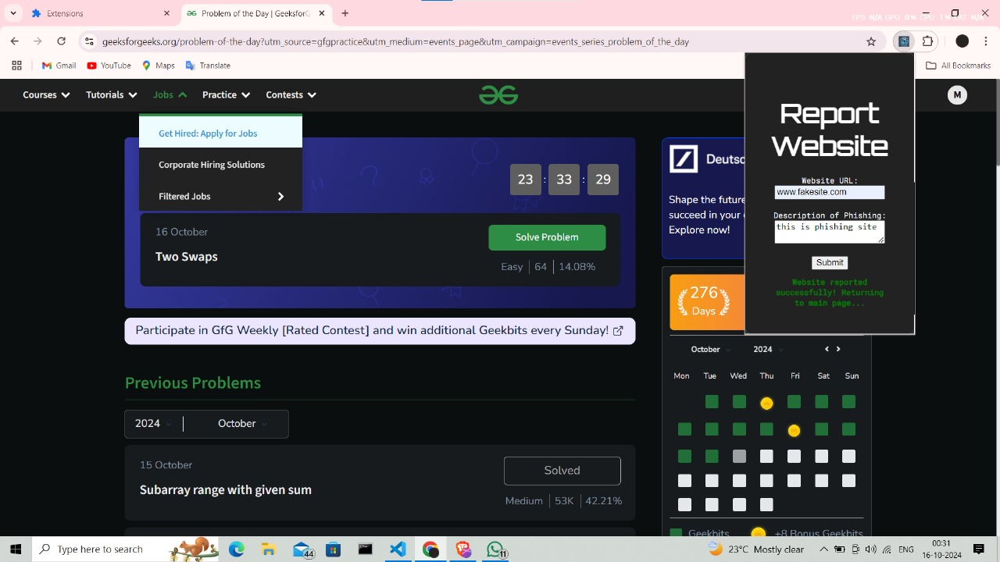 Extensions
Problem of the Day | GeeksforG
FPS N/A GPU 0 % CPU 1 % LAT N/A
geeksforgeeks.org/problem-of-the-day?utm_source=gfgpractice&utm_medium=events_page&utm_campaign=events_series_problem_of_the_day
Gmail
YouTube
Maps
Translate
All Bookmarks
Courses
Tutorials
Jobs
Practice
Contests
M
Get Hired: Apply for Jobs
Corporate Hiring Solutions
Filtered Jobs
23 : 33 : 29
16 October
Two Swaps
Solve Problem
Easy | 64 | 14.08%
Participate in GfG Weekly [Rated Contest] and win additional Geekbits every Sunday!
Previous Problems
2024
October
15 October
Subarray range with given sum
Solved
Medium | 53K | 42.21%
Deutsc
Shape the future
succeed in your
Explore now!
276
Days
October
2024
Mon Tue Wed Thu Fri Sat Sun
Geekbits
+8 Bonus Geekbits
Report
Website
Website URL:
www.fakesite.com
Description of Phishing:
this is phishing site
Submit
Website reported
successfully! Returning
to main page...
Type here to search
44
11
23°C Mostly clear
ENG
00:31
16-10-2024